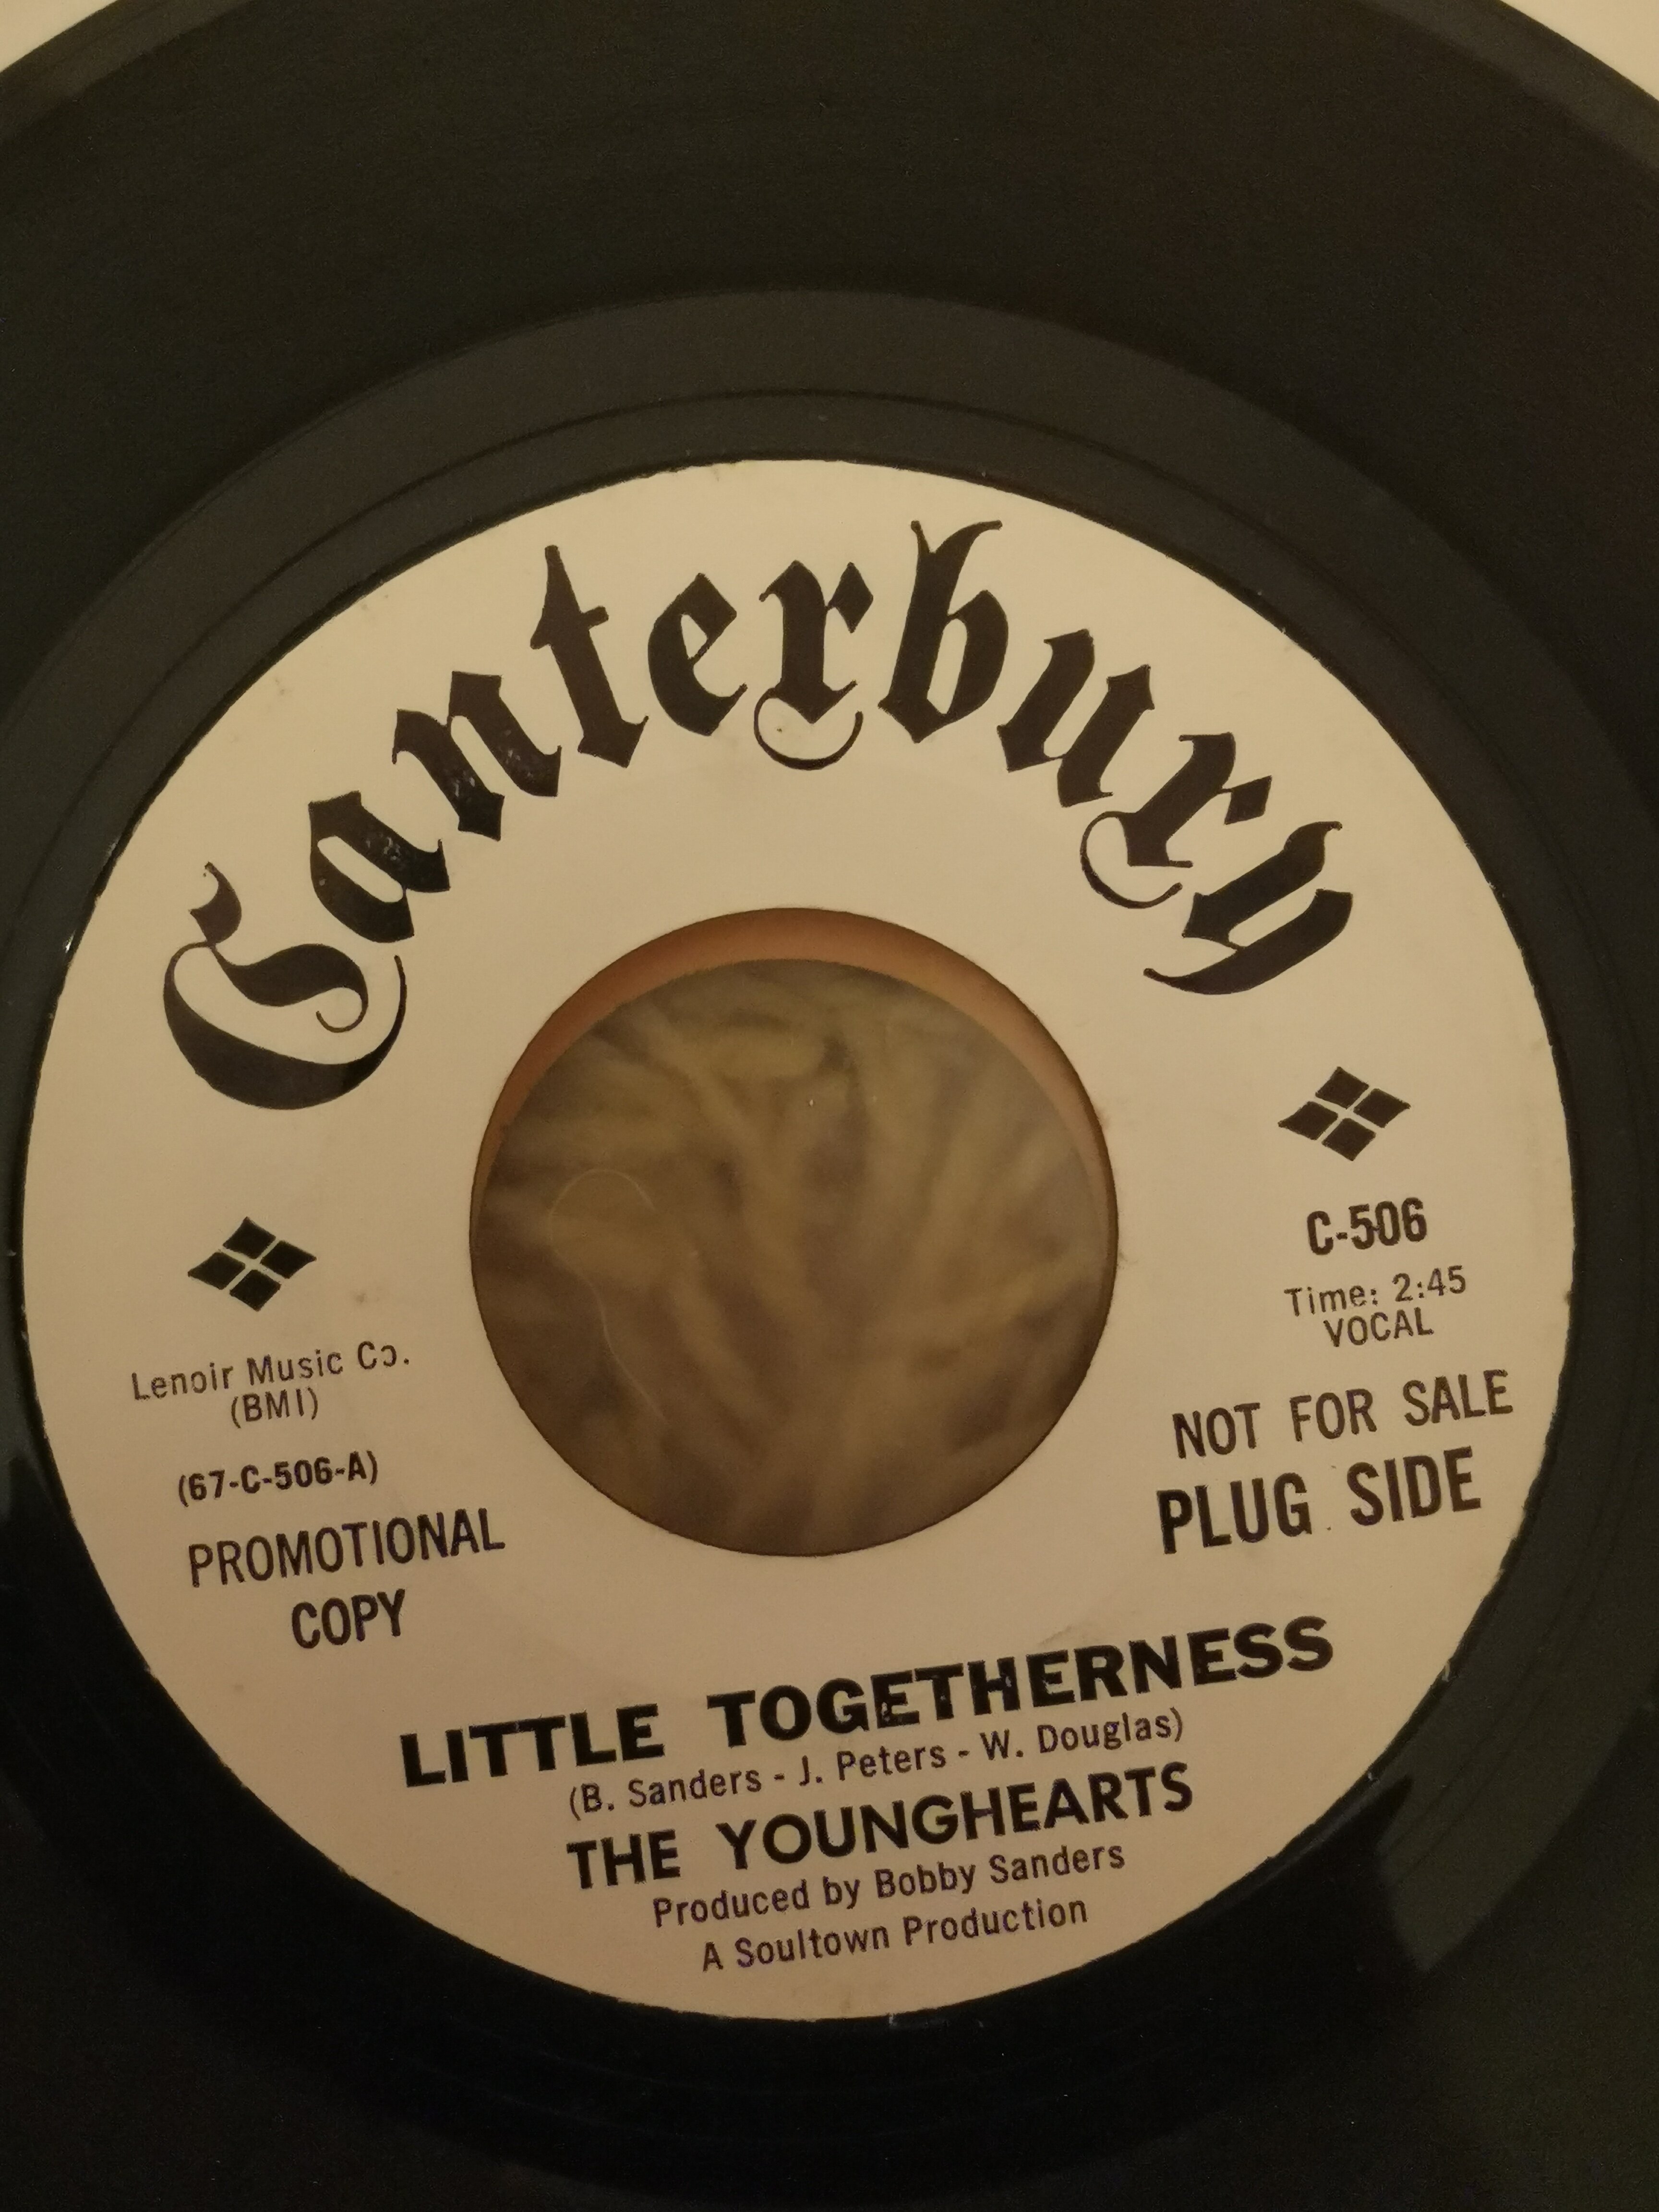 Canterbury
C-506
Time: 2:45
VOCAL
Lenoir Music Co.
(BMI)
(67-C-506-A)
PROMOTIONAL
COPY
NOT FOR SALE
PLUG SIDE
LITTLE TOGETHERNESS
(B. Sanders - J. Peters - W. Douglas)
THE YOUNGHEARTS
Produced by Bobby Sanders
A Soultown Production